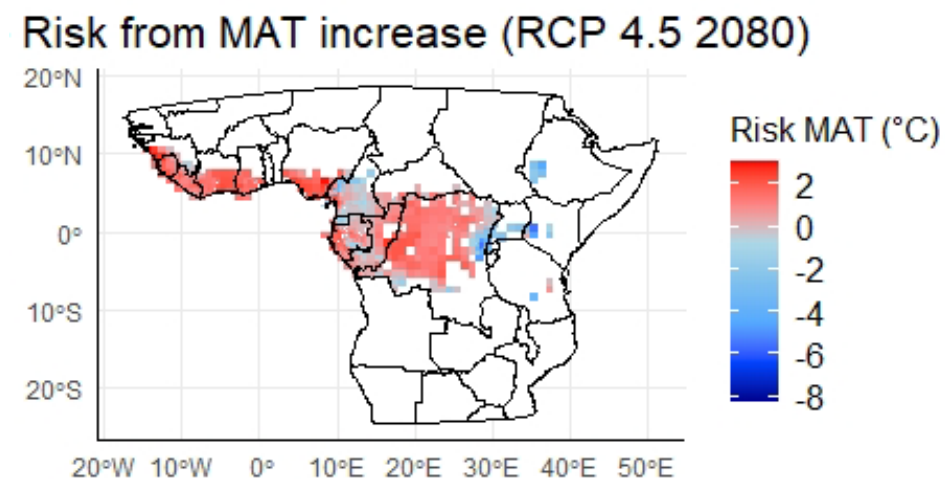 Risk from MAT increase (RCP 4.5 2080)
20°N
10°N
0°
10°S
20°S
20°W 10°W 0° 10°E 20°E 30°E 40°E 50°E
Risk MAT (°C)
2
0
-2
-4
-6
-8